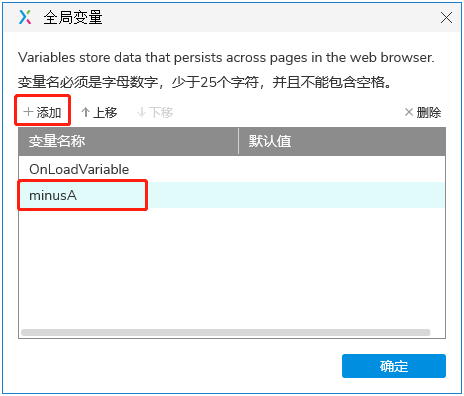 全局变量
Variables store data that persists across pages in the web browser.
变量名必须是字母数字，少于25个字符，并且不能包含空格。
添加 上移 下移 删除
变量名称 默认值
OnLoadVariable
minusA
确定